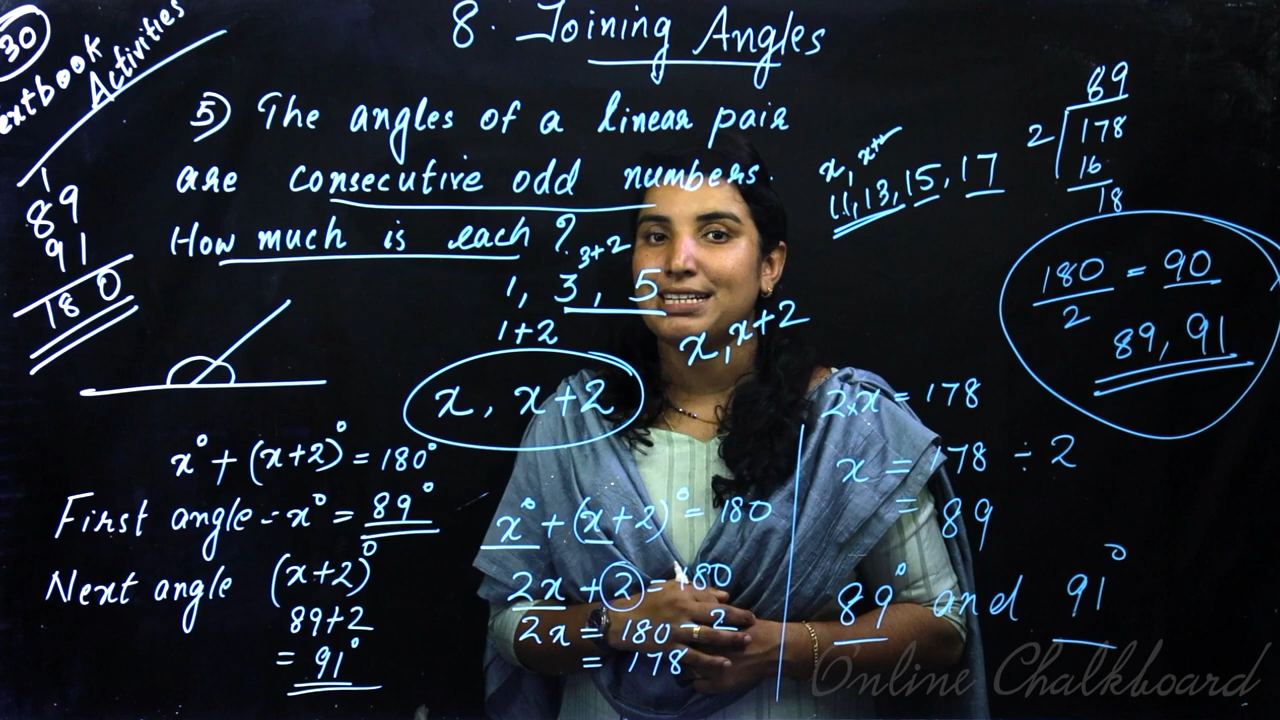 30
Textbook
Activities
8. Joining Angles
5) The angles of a linear pair
are consecutive odd numbers.
How much is each ?
1
89
91
180
3+2
1, 3, 5
1+2
x, x+2
x, x+2
x, x+2
11, 13, 15, 17
89
2 178
16
18
180/2 = 90
89, 91
x° + (x+2)° = 180°
First angle - x° = 89°
Next angle (x+2)°
89+2
= 91°
x° + (x+2)° = 180
2x + 2 = 180
2x = 180 - 2
= 178
2×x = 178
x = 178 ÷ 2
= 89
89° and 91°
Online Chalkboard